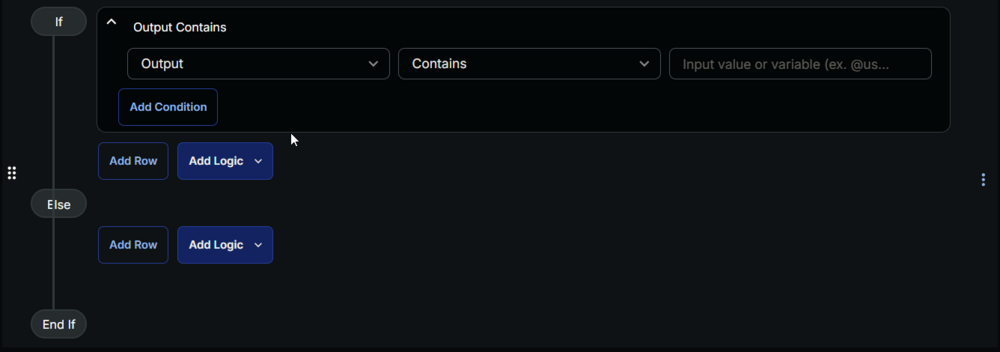 If
Output Contains
Output Contains Input value or variable (ex. @us...
Add Condition
Add Row Add Logic
Else
Add Row Add Logic
End If